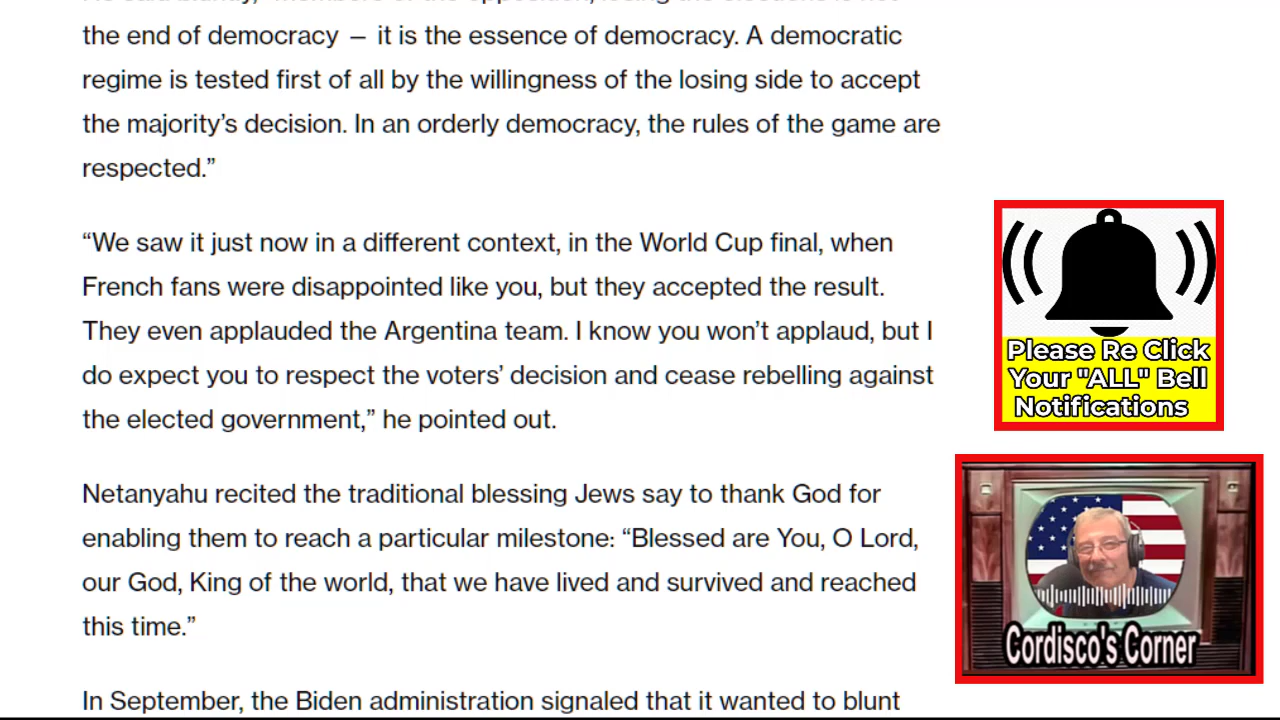 the end of democracy — it is the essence of democracy. A democratic
regime is tested first of all by the willingness of the losing side to accept
the majority’s decision. In an orderly democracy, the rules of the game are
respected.”
“We saw it just now in a different context, in the World Cup final, when
French fans were disappointed like you, but they accepted the result.
They even applauded the Argentina team. I know you won’t applaud, but I
do expect you to respect the voters’ decision and cease rebelling against
the elected government,” he pointed out.
Netanyahu recited the traditional blessing Jews say to thank God for
enabling them to reach a particular milestone: “Blessed are You, O Lord,
our God, King of the world, that we have lived and survived and reached
this time.”
In September, the Biden administration signaled that it wanted to blunt
Please Re Click
Your "ALL" Bell
Notifications
Cordisco's Corner